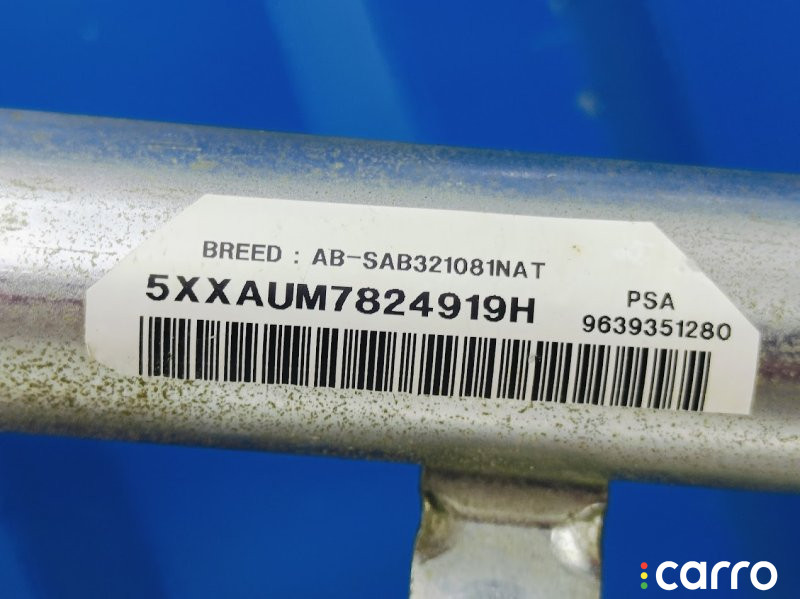 BREED : AB-SAB321081NAT
5XXAUM7824919H
PSA
9639351280
carro